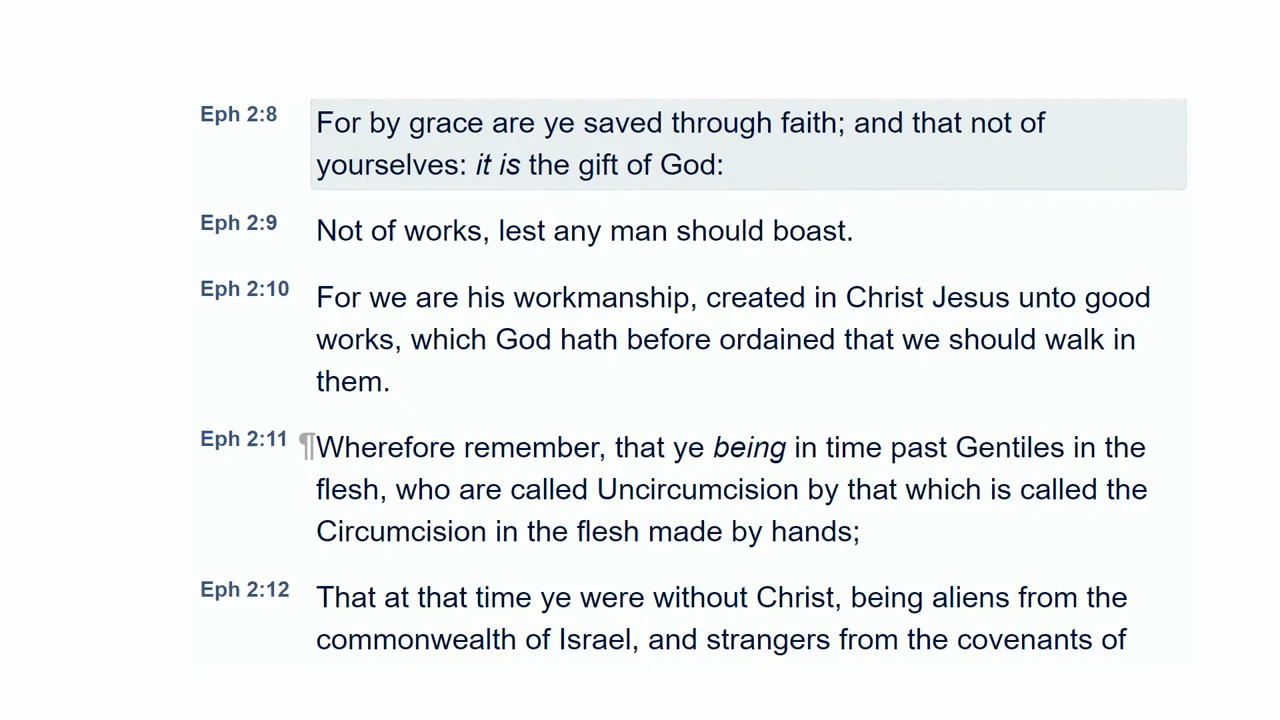 Eph 2:8 For by grace are ye saved through faith; and that not of
yourselves: it is the gift of God:
Eph 2:9 Not of works, lest any man should boast.
Eph 2:10 For we are his workmanship, created in Christ Jesus unto good
works, which God hath before ordained that we should walk in
them.
Eph 2:11 ¶Wherefore remember, that ye being in time past Gentiles in the
flesh, who are called Uncircumcision by that which is called the
Circumcision in the flesh made by hands;
Eph 2:12 That at that time ye were without Christ, being aliens from the
commonwealth of Israel, and strangers from the covenants of